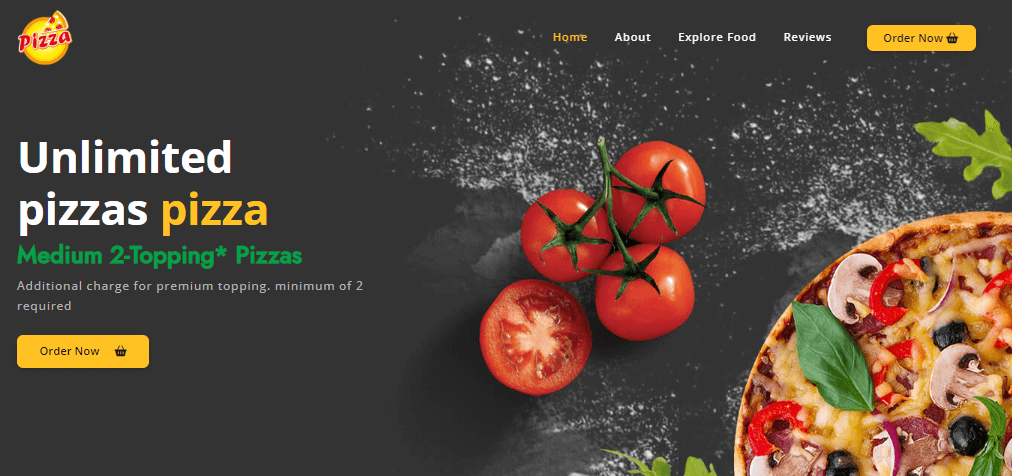 Pizza
Home
About
Explore Food
Reviews
Order Now
Unlimited
pizzas pizza
Medium 2-Topping* Pizzas
Additional charge for premium topping. minimum of 2
required
Order Now